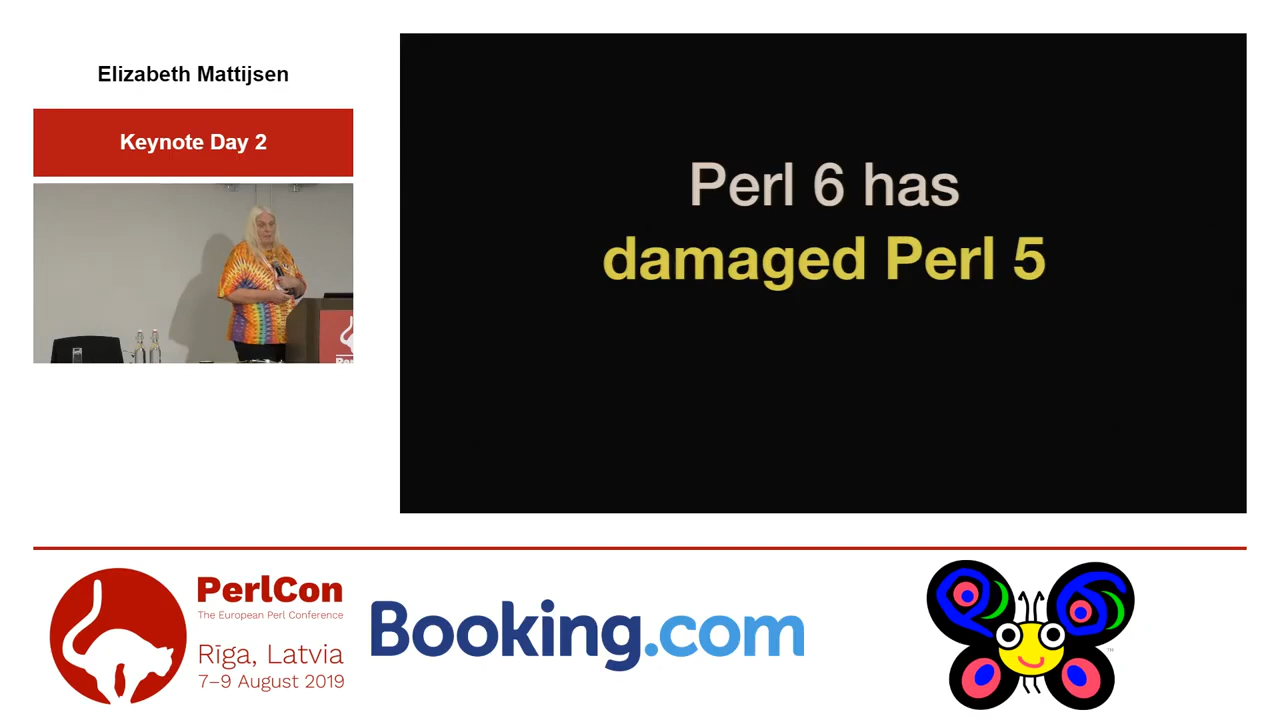 Elizabeth Mattijsen
Keynote Day 2
Perl 6 has
damaged Perl 5
PerlCon
The European Perl Conference
Rīga, Latvia
7–9 August 2019
Booking.com
TM